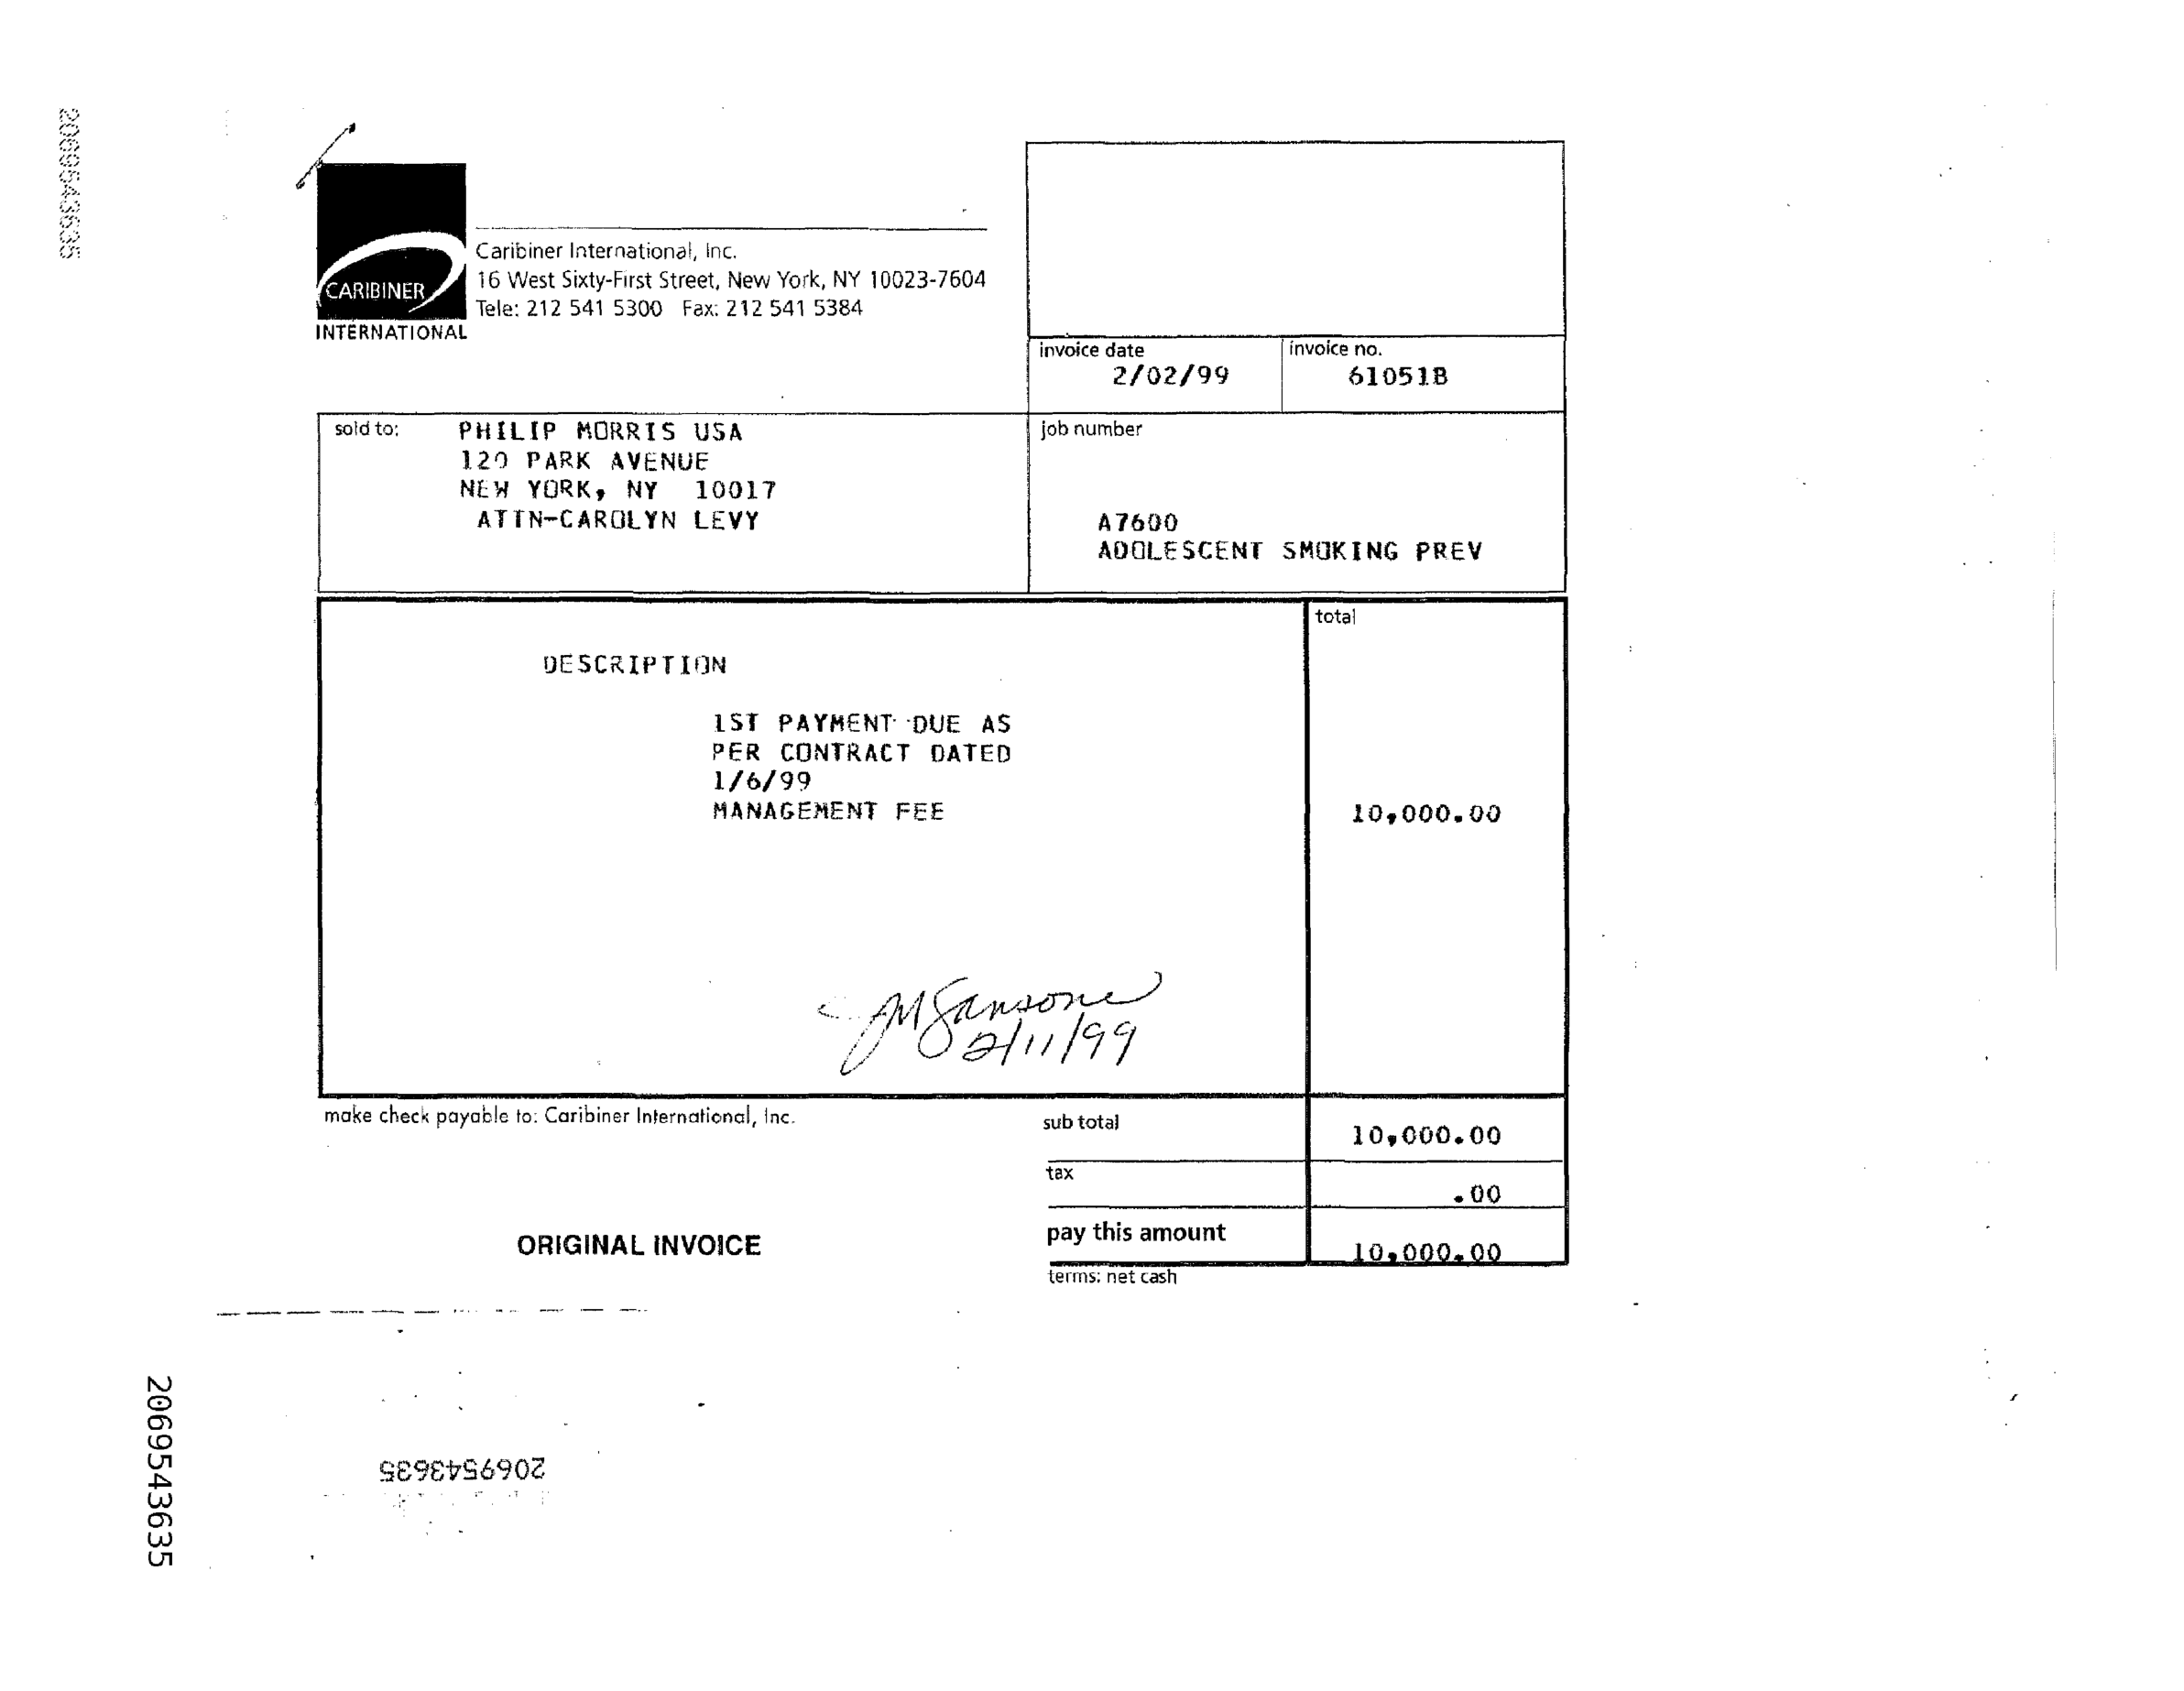 2069543635
CARIBINER
INTERNATIONAL
Caribiner International, Inc.
16 West Sixty-First Street, New York, NY 10023-7604
Tele: 212 541 5300 Fax: 212 541 5384
invoice date
2/02/99
invoice no.
61051B
sold to:
PHILIP MORRIS USA
120 PARK AVENUE
NEW YORK, NY 10017
ATTN-CAROLYN LEVY
job number
A7600
ADOLESCENT SMOKING PREV
total
DESCRIPTION
1ST PAYMENT DUE AS
PER CONTRACT DATED
1/6/99
MANAGEMENT FEE 10,000.00
JM Sansone
2/11/99
make check payable to: Caribiner International, Inc.
sub total 10,000.00
tax .00
pay this amount 10,000.00
terms: net cash
ORIGINAL INVOICE
2069543635
2069543635